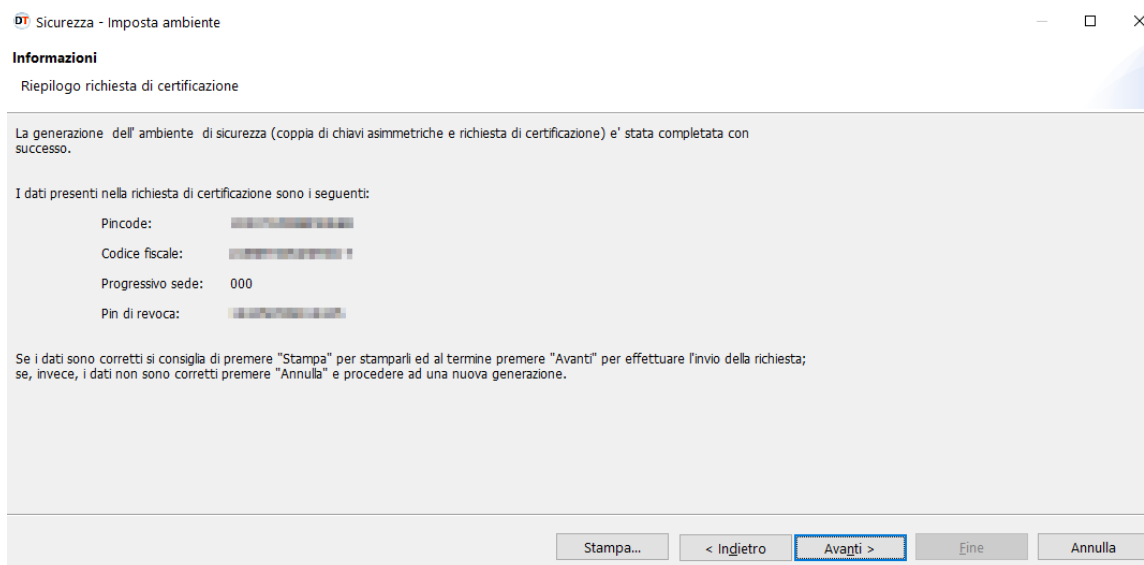 DT Sicurezza - Imposta ambiente
Informazioni
Riepilogo richiesta di certificazione
La generazione dell' ambiente di sicurezza (coppia di chiavi asimmetriche e richiesta di certificazione) e' stata completata con
successo.
I dati presenti nella richiesta di certificazione sono i seguenti:
Pincode:
Codice fiscale:
Progressivo sede: 000
Pin di revoca:
Se i dati sono corretti si consiglia di premere "Stampa" per stamparli ed al termine premere "Avanti" per effettuare l'invio della richiesta;
se, invece, i dati non sono corretti premere "Annulla" e procedere ad una nuova generazione.
Stampa... < Indietro Avanti > Fine Annulla